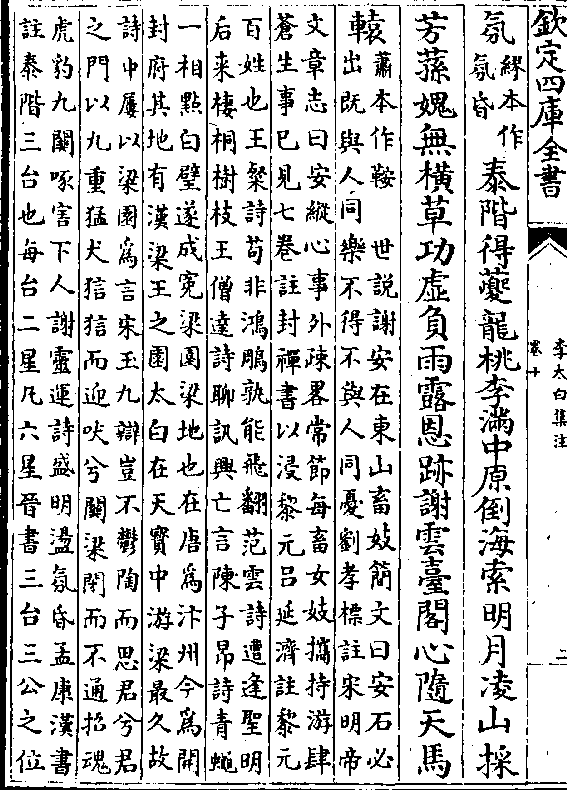 欽定四庫全書
李太白集注
卷十
二
氛
繆本作
氛昏
泰階得夔龍桃李滿中原倒海索明月凌山採
芳蓀媿無橫草功虛負雨露恩跡謝雲臺閣心隨天馬
轅
蕭本作鞍 世說謝安在東山畜妓簡文曰安石必
出既與人同樂不得不與人同憂劉孝標註宋明帝
文章志曰安縱心事外疎畧常節每畜女妓攜持游肆
蒼生事已見七卷註封禪書以浸黎元吕延濟註黎元
百姓也王粲詩苟非鴻鵰孰能飛翻范雲詩遭逢聖明
后来棲桐樹枝王僧達詩聊訊興亡言陳子昂詩青蠅
一相點白璧遂成寃梁園梁地也在唐為汴州今為開
封府其地有漢梁王之園太白在天寳中游梁最久故
詩中屢以梁園為言宋玉九辯豈不鬱陶而思君兮君
之門以九重猛犬狺狺而迎吠兮關梁閉而不通招魂
虎豹九關啄害下人謝靈運詩盛明盪氛昏孟康漢書
註泰階三台也每台二星凡六星晉書三台三公之位